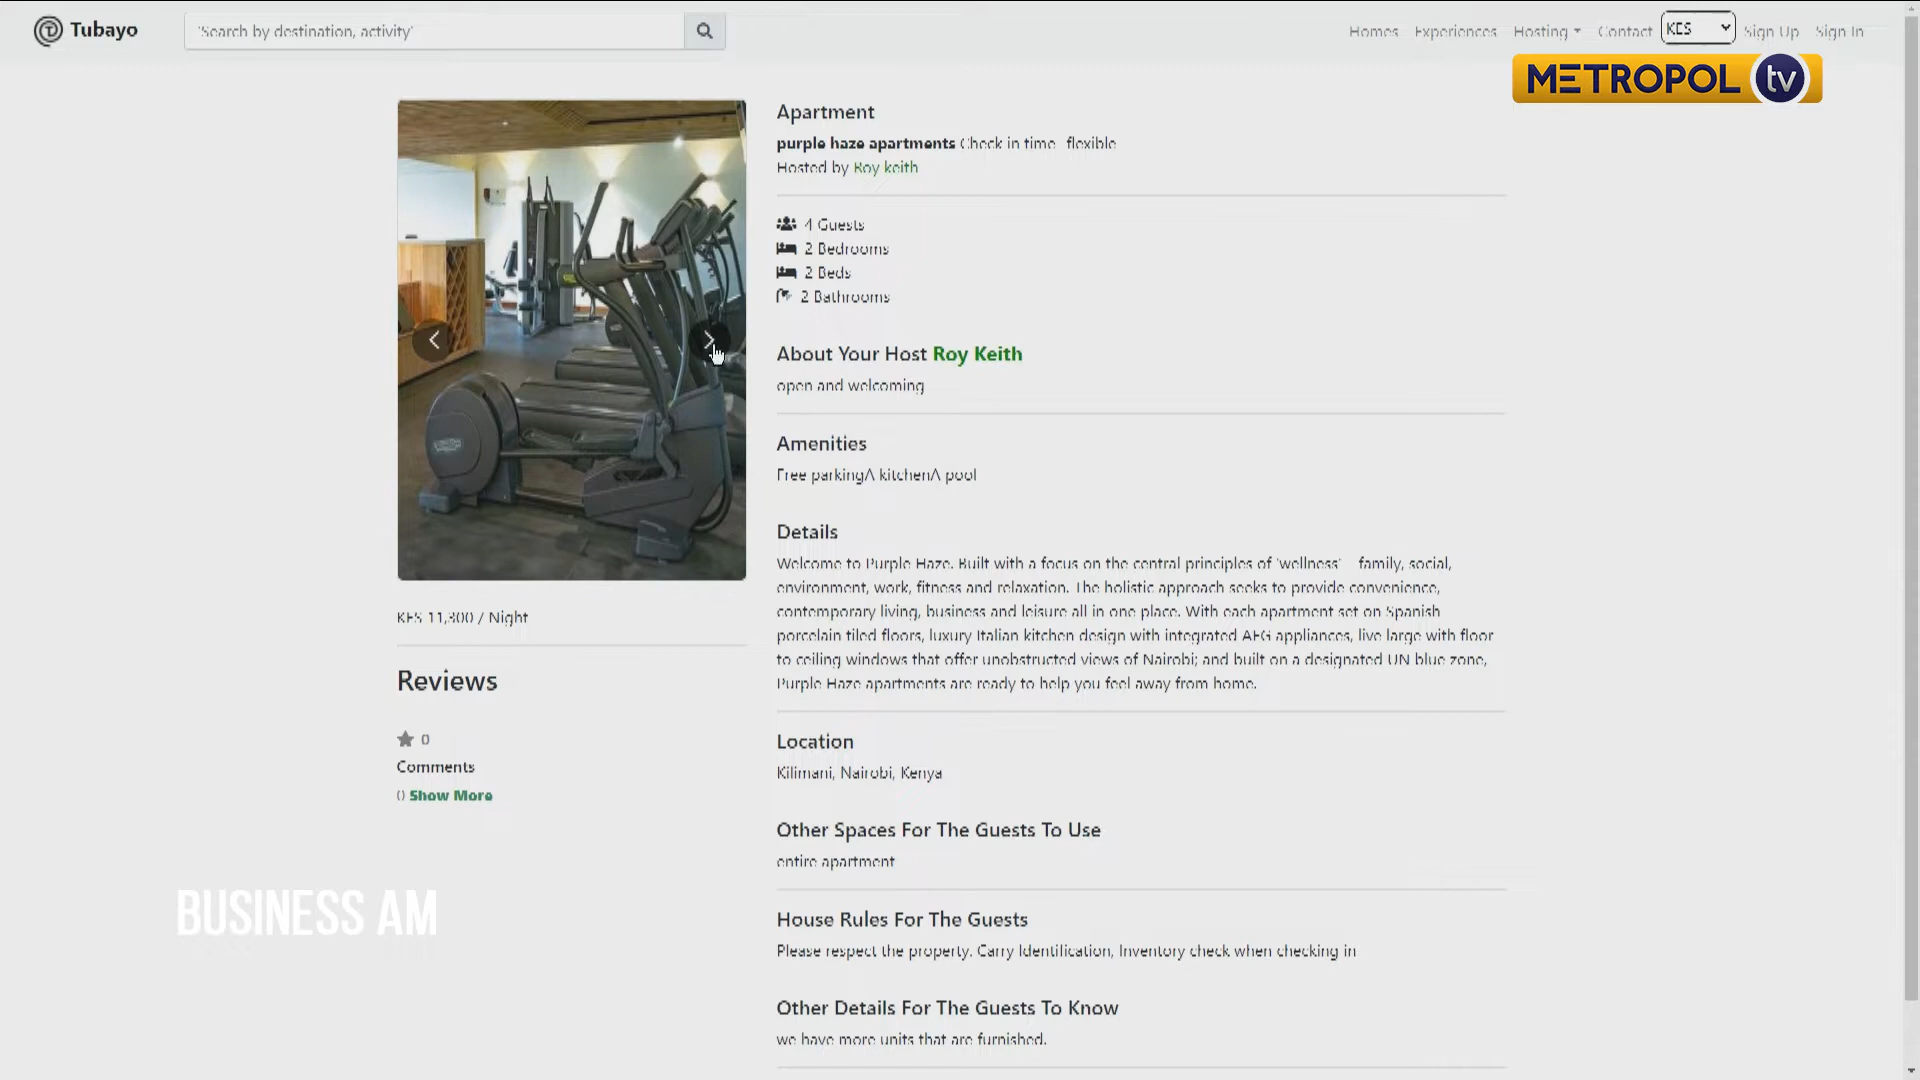 Tubayo
'Search by destination, activity'
Homes Experiences Hosting Contact KES Sign Up Sign In
METROPOL tv
Apartment
purple haze apartments Check in time flexible
Hosted by Roy keith
4 Guests
2 Bedrooms
2 Beds
2 Bathrooms
About Your Host Roy Keith
open and welcoming
Amenities
Free parking/\ kitchen/\ pool
Details
Welcome to Purple Haze. Built with a focus on the central principles of 'wellness' family, social,
environment, work, fitness and relaxation. The holistic approach seeks to provide convenience,
contemporary living, business and leisure all in one place. With each apartment set on Spanish
porcelain tiled floors, luxury Italian kitchen design with integrated AEG appliances, live large with floor
to ceiling windows that offer unobstructed views of Nairobi; and built on a designated UN blue zone,
Purple Haze apartments are ready to help you feel away from home.
KES 11,300 / Night
Reviews
0
Comments
() Show More
Location
Kilimani, Nairobi, Kenya
Other Spaces For The Guests To Use
entire apartment
BUSINESS AM
House Rules For The Guests
Please respect the property. Carry Identification, Inventory check when checking in
Other Details For The Guests To Know
we have more units that are furnished.